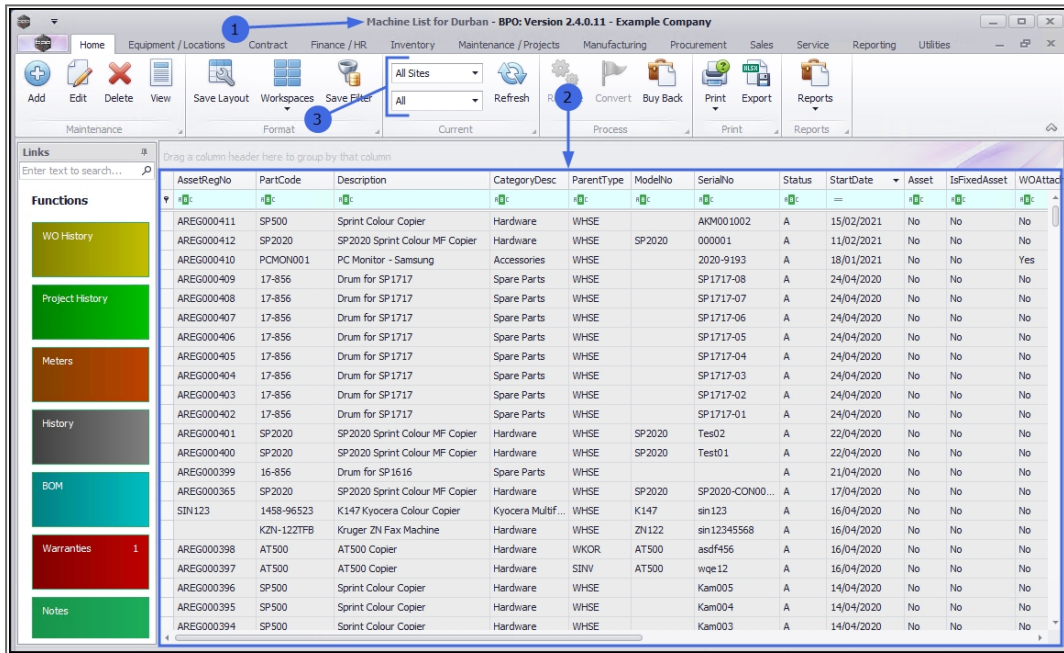 1
Machine List for Durban - BPO: Version 2.4.0.11 - Example Company
BPO
Home Equipment / Locations Contract Finance / HR Inventory Maintenance / Projects Manufacturing Procurement Sales Service Reporting Utilities
Add Edit Delete View Save Layout Workspaces Save Filter All Sites All Refresh Convert Buy Back Print Export Reports
XLSX
3 2
Maintenance Format Current Process Print Reports
Links
Enter text to search...
Drag a column header here to group by that column
Functions
WO History
Project History
Meters
History
BOM
Warranties 1
Notes
AssetRegNo PartCode Description CategoryDesc ParentType ModelNo SerialNo Status StartDate Asset IsFixedAsset WOAttac
=
AREG000411 SP500 Sprint Colour Copier Hardware WHSE AKM001002 A 15/02/2021 No No No
AREG000412 SP2020 SP2020 Sprint Colour MF Copier Hardware WHSE SP2020 000001 A 11/02/2021 No No No
AREG000410 PCMON001 PC Monitor - Samsung Accessories WHSE 2020-9193 A 18/01/2021 No No Yes
AREG000409 17-856 Drum for SP1717 Spare Parts WHSE SP1717-08 A 24/04/2020 No No No
AREG000408 17-856 Drum for SP1717 Spare Parts WHSE SP1717-07 A 24/04/2020 No No No
AREG000407 17-856 Drum for SP1717 Spare Parts WHSE SP1717-06 A 24/04/2020 No No No
AREG000406 17-856 Drum for SP1717 Spare Parts WHSE SP1717-05 A 24/04/2020 No No No
AREG000405 17-856 Drum for SP1717 Spare Parts WHSE SP1717-04 A 24/04/2020 No No No
AREG000404 17-856 Drum for SP1717 Spare Parts WHSE SP1717-03 A 24/04/2020 No No No
AREG000403 17-856 Drum for SP1717 Spare Parts WHSE SP1717-02 A 24/04/2020 No No No
AREG000402 17-856 Drum for SP1717 Spare Parts WHSE SP1717-01 A 24/04/2020 No No No
AREG000401 SP2020 SP2020 Sprint Colour MF Copier Hardware WHSE SP2020 Tes02 A 22/04/2020 No No No
AREG000400 SP2020 SP2020 Sprint Colour MF Copier Hardware WHSE SP2020 Test01 A 22/04/2020 No No No
AREG000399 16-856 Drum for SP1616 Spare Parts WHSE A 21/04/2020 No No No
AREG000365 SP2020 SP2020 Sprint Colour MF Copier Hardware WHSE SP2020 SP2020-CON00... A 17/04/2020 No No No
SIN123 1458-96523 K147 Kyocera Colour Copier Kyocera Multif... WHSE K147 sin123 A 16/04/2020 No No No
KZN-122TFB Kruger ZN Fax Machine Hardware WHSE ZN122 sin12345568 A 16/04/2020 No No No
AREG000398 AT500 AT500 Copier Hardware WKOR AT500 asdf456 A 16/04/2020 No No No
AREG000397 AT500 AT500 Copier Hardware SINV AT500 wqe12 A 16/04/2020 No No No
AREG000396 SP500 Sprint Colour Copier Hardware WHSE Kam005 A 14/04/2020 No No No
AREG000395 SP500 Sprint Colour Copier Hardware WHSE Kam004 A 14/04/2020 No No No
AREG000394 SP500 Sprint Colour Copier Hardware WHSE Kam003 A 14/04/2020 No No No